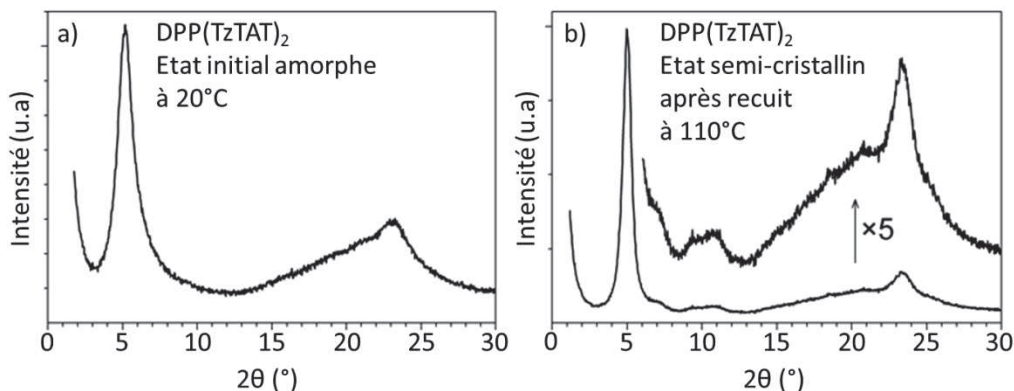 a)
DPP(TzTAT)₂
Etat initial amorphe
à 20°C
Intensité (u.a)
0 5 10 15 20 25 30
2θ (°)
b)
DPP(TzTAT)₂
Etat semi-cristallin
après recuit
à 110°C
×5
Intensité (u.a)
0 5 10 15 20 25 30
2θ (°)